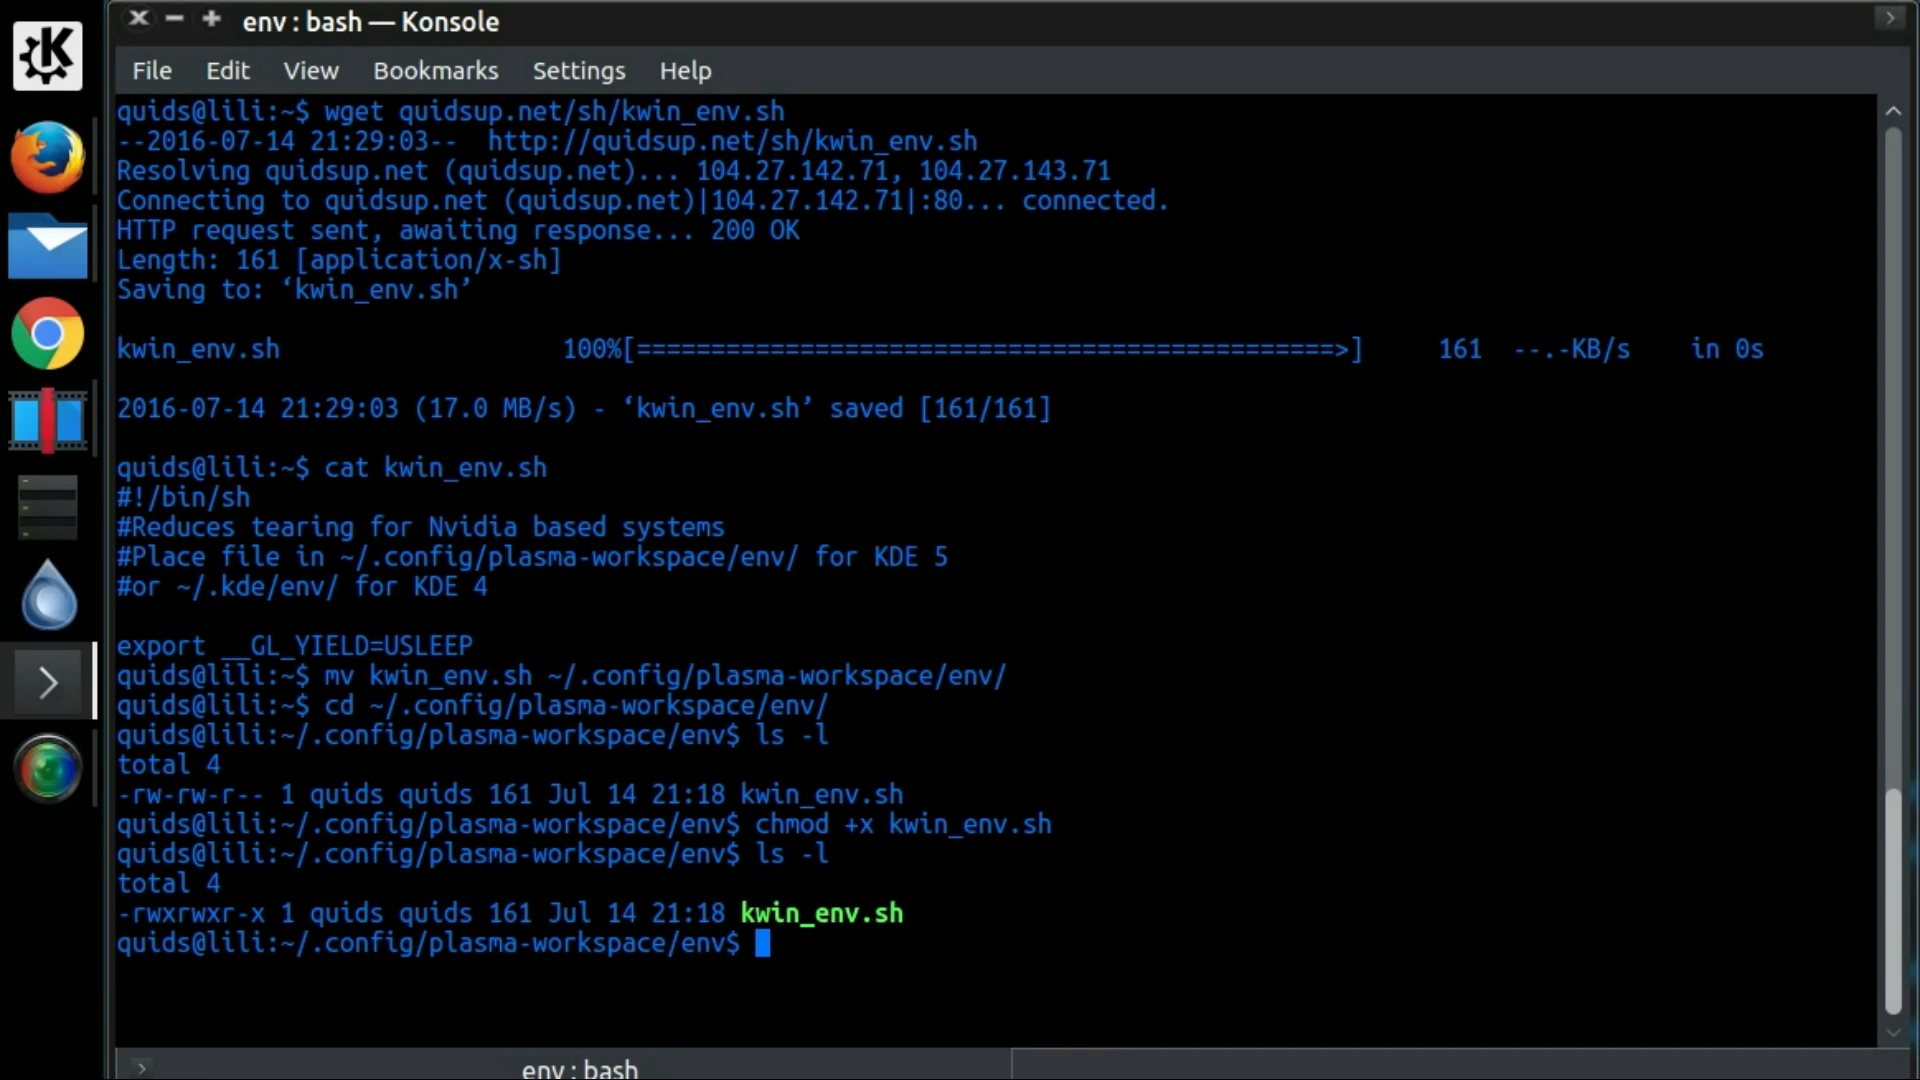 env : bash — Konsole
File Edit View Bookmarks Settings Help
quids@lili:~$ wget quidsup.net/sh/kwin_env.sh
--2016-07-14 21:29:03--  http://quidsup.net/sh/kwin_env.sh
Resolving quidsup.net (quidsup.net)... 104.27.142.71, 104.27.143.71
Connecting to quidsup.net (quidsup.net)|104.27.142.71|:80... connected.
HTTP request sent, awaiting response... 200 OK
Length: 161 [application/x-sh]
Saving to: ‘kwin_env.sh’
kwin_env.sh 100%[===============================================>] 161 --.-KB/s in 0s
2016-07-14 21:29:03 (17.0 MB/s) - ‘kwin_env.sh’ saved [161/161]
quids@lili:~$ cat kwin_env.sh
#!/bin/sh
#Reduces tearing for Nvidia based systems
#Place file in ~/.config/plasma-workspace/env/ for KDE 5
#or ~/.kde/env/ for KDE 4
export __GL_YIELD=USLEEP
quids@lili:~$ mv kwin_env.sh ~/.config/plasma-workspace/env/
quids@lili:~$ cd ~/.config/plasma-workspace/env/
quids@lili:~/.config/plasma-workspace/env$ ls -l
total 4
-rw-rw-r-- 1 quids quids 161 Jul 14 21:18 kwin_env.sh
quids@lili:~/.config/plasma-workspace/env$ chmod +x kwin_env.sh
quids@lili:~/.config/plasma-workspace/env$ ls -l
total 4
-rwxrwxr-x 1 quids quids 161 Jul 14 21:18 kwin_env.sh
quids@lili:~/.config/plasma-workspace/env$
env : bash